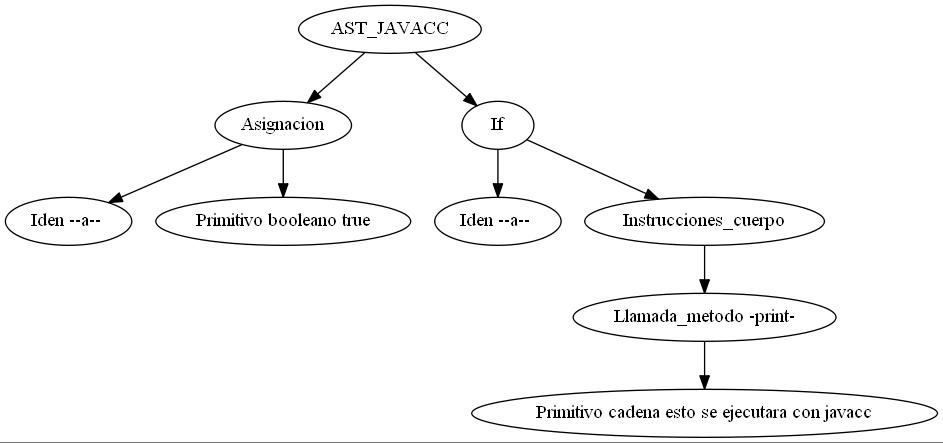 AST_JAVACC
Asignacion
If
Iden --a--
Primitivo booleano true
Iden --a--
Instrucciones_cuerpo
Llamada_metodo -print-
Primitivo cadena esto se ejecutara con javacc